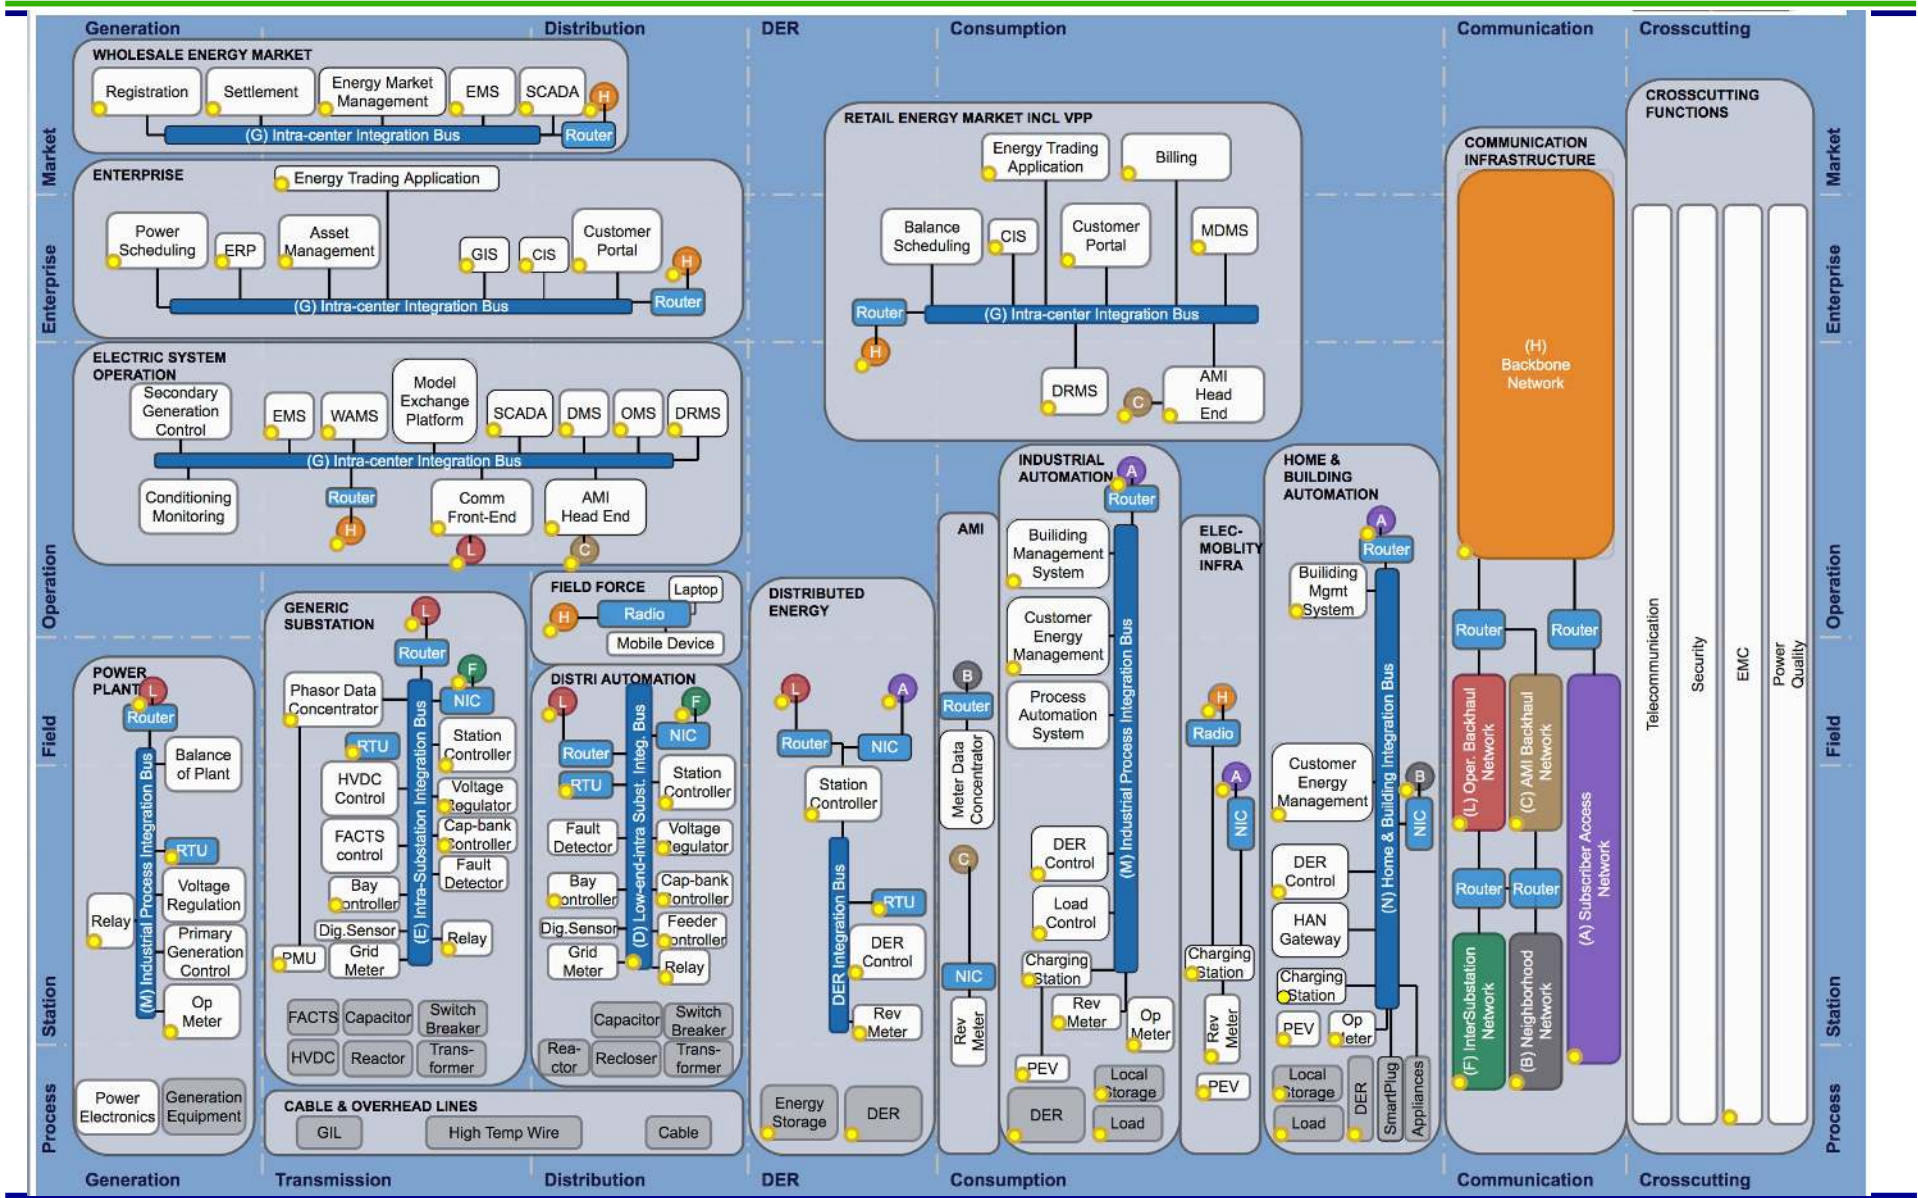 Generation
Distribution
DER
Consumption
Communication
Crosscutting
Market
Enterprise
Operation
Field
Station
Process
WHOLESALE ENERGY MARKET
Registration
Settlement
Energy Market
Management
EMS
SCADA
H
(G) Intra-center Integration Bus
Router
ENTERPRISE
Energy Trading Application
Power
Scheduling
ERP
Asset
Management
GIS
CIS
Customer
Portal
H
(G) Intra-center Integration Bus
Router
ELECTRIC SYSTEM
OPERATION
Secondary
Generation
Control
EMS
WAMS
Model
Exchange
Platform
SCADA
DMS
OMS
DRMS
(G) Intra-center Integration Bus
Conditioning
Monitoring
Router
H
Comm
Front-End
L
AMI
Head End
C
RETAIL ENERGY MARKET INCL VPP
Energy Trading
Application
Billing
Balance
Scheduling
CIS
Customer
Portal
MDMS
Router
(G) Intra-center Integration Bus
H
DRMS
C
AMI
Head
End
POWER
PLANT
L
Router
(M) Industrial Process Integration Bus
Balance
of Plant
RTU
Voltage
Regulation
Relay
Primary
Generation
Control
Op
Meter
Power
Electronics
Generation
Equipment
GENERIC
SUBSTATION
L
Router
F
NIC
Phasor Data
Concentrator
(E) Intra-Substation Integration Bus
RTU
Station
Controller
HVDC
Control
Voltage
Regulator
FACTS
control
Cap-bank
Controller
Fault
Detector
Bay
Controller
Dig.Sensor
Relay
PMU
Grid
Meter
FACTS
Capacitor
Switch
Breaker
HVDC
Reactor
Trans-
former
CABLE & OVERHEAD LINES
GIL
High Temp Wire
Cable
FIELD FORCE
Laptop
H
Radio
Mobile Device
DISTRI AUTOMATION
L
F
Router
NIC
(D) Low-end-intra Subst. Integ. Bus
RTU
Station
Controller
Fault
Detector
Voltage
Regulator
Bay
Controller
Cap-bank
Controller
Dig.Sensor
Feeder
Controller
Grid
Meter
Relay
Capacitor
Switch
Breaker
Rea-
ctor
Recloser
Trans-
former
DISTRIBUTED
ENERGY
L
A
Router
NIC
Station
Controller
DER Integration Bus
RTU
DER
Control
Rev
Meter
Energy
Storage
DER
AMI
B
Router
Meter Data
Concentrator
C
NIC
Rev
Meter
INDUSTRIAL
AUTOMATION
A
Router
Builiding
Management
System
(M) Industrial Process Integration Bus
Customer
Energy
Management
Process
Automation
System
DER
Control
Load
Control
Charging
Station
Rev
Meter
Op
Meter
PEV
DER
Local
Storage
Load
ELEC-
MOBLITY
INFRA
H
Radio
A
NIC
Charging
Station
Rev
Meter
PEV
HOME &
BUILDING
AUTOMATION
A
Router
Builiding
Mgmt
System
(N) Home & Building Integration Bus
Customer
Energy
Management
B
NIC
DER
Control
HAN
Gateway
Charging
Station
PEV
Op
Meter
Local
Storage
Load
DER
SmartPlug
Appliances
COMMUNICATION
INFRASTRUCTURE
(H)
Backbone
Network
Router
Router
(L) Oper. Backhaul
Network
(C) AMI Backhaul
Network
(A) Subscriber Access
Network
Router
Router
(F) InterSubstation
Network
(B) Neighborhood
Network
CROSSCUTTING
FUNCTIONS
Telecommunication
Security
EMC
Power
Quality
Market
Enterprise
Operation
Field
Station
Process
Generation
Transmission
Distribution
DER
Consumption
Communication
Crosscutting